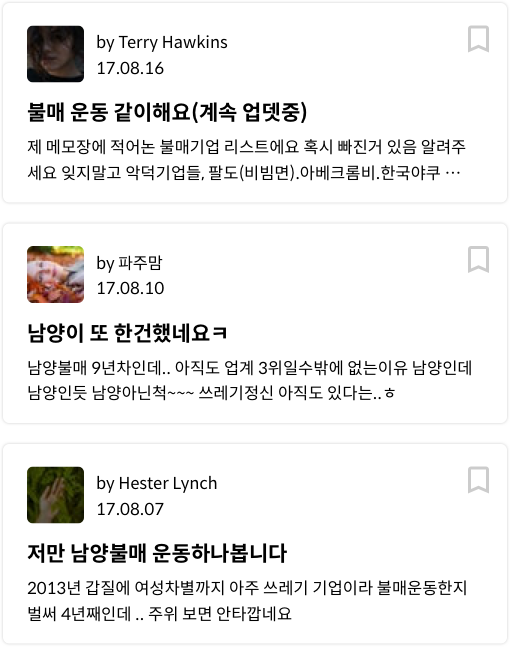 by Terry Hawkins
17.08.16
불매 운동 같이해요(계속 업뎃중)
제 메모장에 적어논 불매기업 리스트에요 혹시 빠진거 있음 알려주
세요 잊지말고 악덕기업들, 팔도(비빔면).아베크롬비.한국야쿠 …
by 파주맘
17.08.10
남양이 또 한건했네요ㅋ
남양불매 9년차인데.. 아직도 업계 3위일수밖에 없는이유 남양인데
남양인듯 남양아닌척~~~ 쓰레기정신 아직도 있다는..ㅎ
by Hester Lynch
17.08.07
저만 남양불매 운동하나봅니다
2013년 갑질에 여성차별까지 아주 쓰레기 기업이라 불매운동한지
벌써 4년째인데 .. 주위 보면 안타깝네요